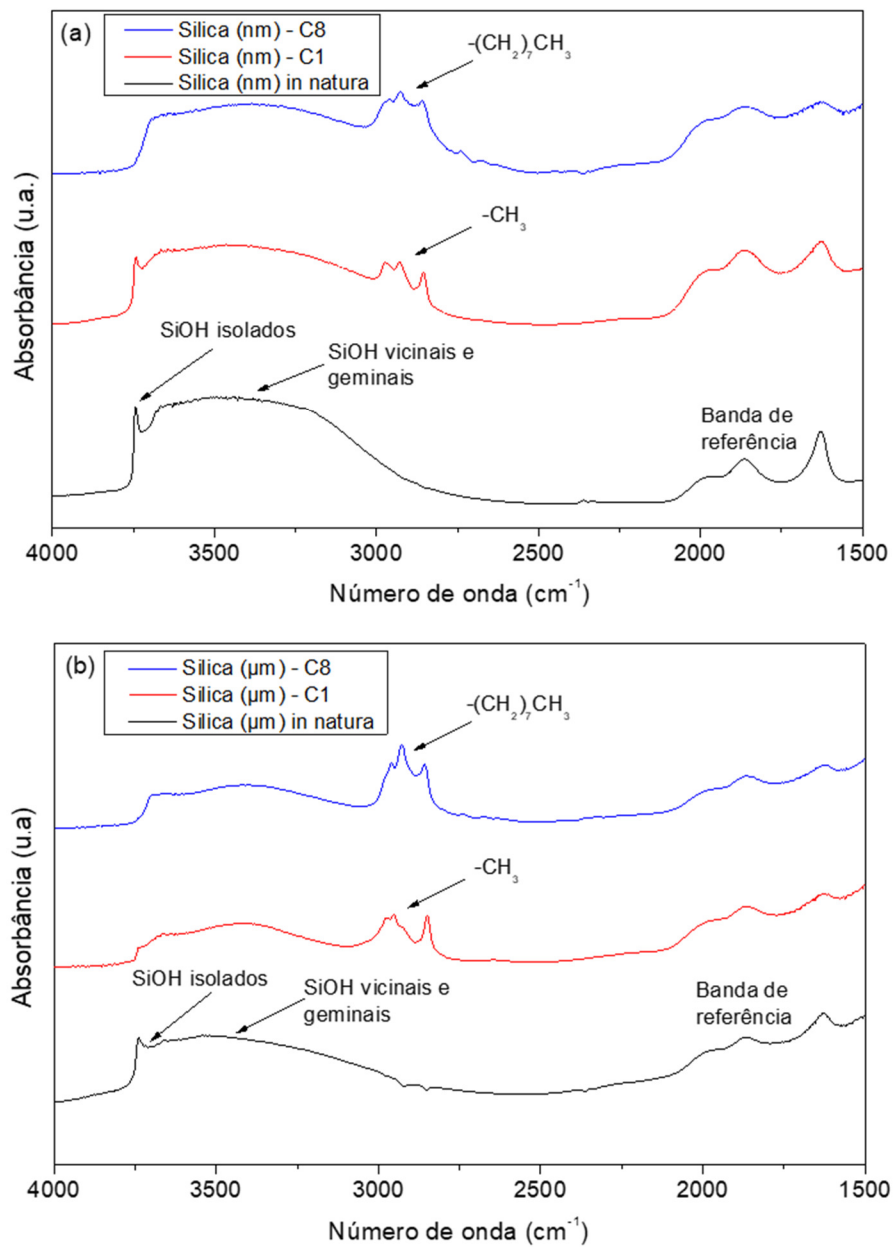 (a)
Silica (nm) - C8
Silica (nm) - C1
Silica (nm) in natura
-(CH₂)₇CH₃
-CH₃
SiOH isolados
SiOH vicinais e
geminais
Banda de
referência
Absorbância (u.a.)
4000 3500 3000 2500 2000 1500
Número de onda (cm⁻¹)
(b)
Silica (µm) - C8
Silica (µm) - C1
Silica (µm) in natura
-(CH₂)₇CH₃
-CH₃
SiOH isolados
SiOH vicinais e
geminais
Banda de
referência
Absorbância (u.a)
4000 3500 3000 2500 2000 1500
Número de onda (cm⁻¹)